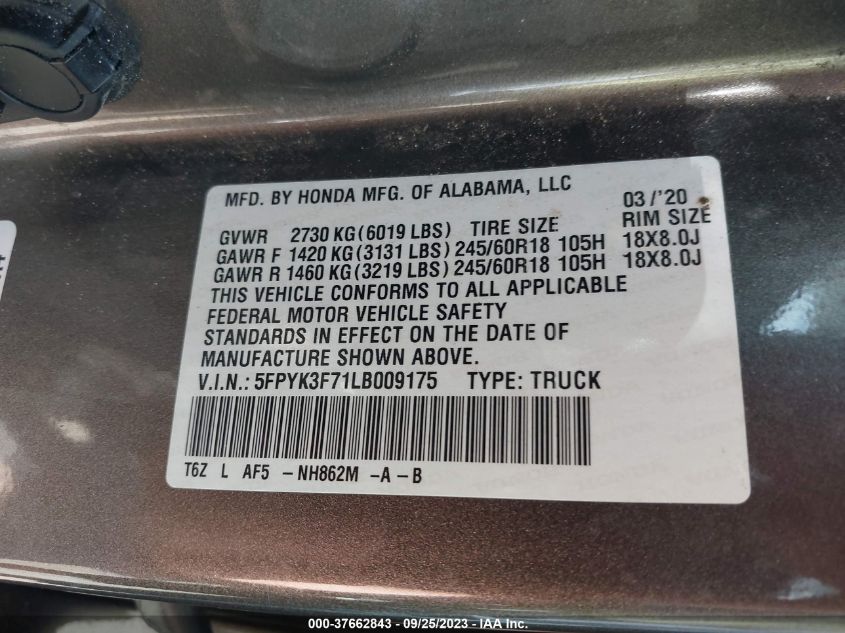 MFD. BY HONDA MFG. OF ALABAMA, LLC 03/'20
GVWR 2730 KG(6019 LBS) TIRE SIZE RIM SIZE
GAWR F 1420 KG(3131 LBS) 245/60R18 105H 18X8.0J
GAWR R 1460 KG(3219 LBS) 245/60R18 105H 18X8.0J
THIS VEHICLE CONFORMS TO ALL APPLICABLE
FEDERAL MOTOR VEHICLE SAFETY
STANDARDS IN EFFECT ON THE DATE OF
MANUFACTURE SHOWN ABOVE.
V.I.N.: 5FPYK3F71LB009175 TYPE: TRUCK
T6Z L AF5 -NH862M -A -B
000-37662843 - 09/25/2023 - IAA Inc.